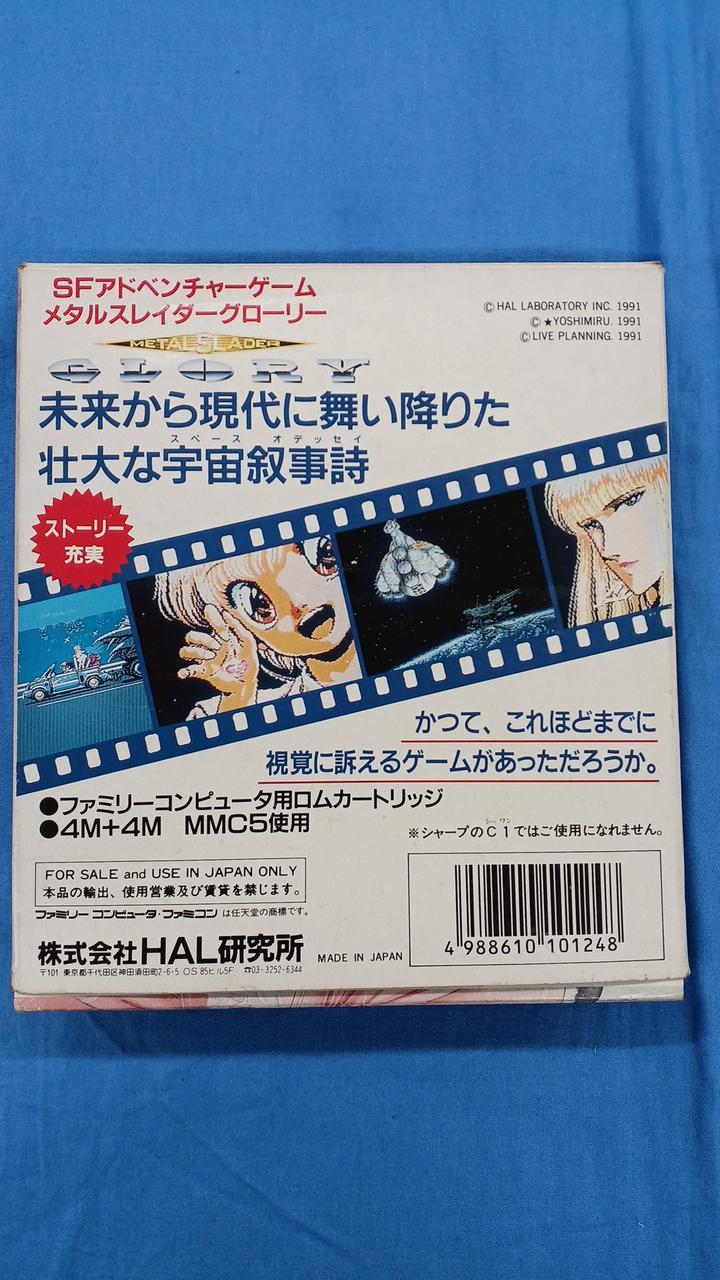 SFアドベンチャーゲーム
メタルスレイダーグローリー
© HAL LABORATORY INC. 1991
© ★YOSHIMIRU. 1991
© LIVE PLANNING. 1991
METAL SLADER
GLORY
未来から現代に舞い降りた
スペース オデッセイ
壮大な宇宙叙事詩
ストーリー
充実
かつて、これほどまでに
視覚に訴えるゲームがあっただろうか。
●ファミリーコンピュータ用ロムカートリッジ
●4M+4M MMC5使用
シーワン
※シャープのC1ではご使用になれません。
FOR SALE and USE IN JAPAN ONLY
本品の輸出、使用営業及び賃貸を禁じます。
ファミリーコンピュータ・ファミコンは任天堂の商標です。
株式会社HAL研究所
MADE IN JAPAN
〒101 東京都千代田区神田須田町2-6-5 OS 85ビル5F ☎03-3252-6344
4 988610 101248